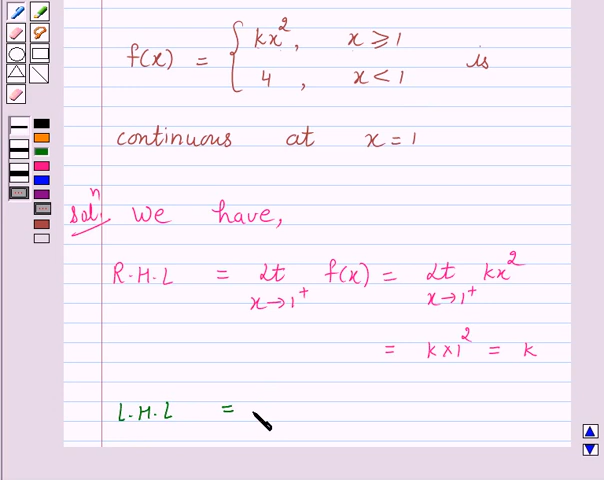 f(x) = { kx², x ⩾ 1 is
4 , x < 1
continuous at x = 1
Solⁿ. We have,
R.H.L = Lt f(x) = Lt kx²
x→1⁺ x→1⁺
= k×1² = k
L.H.L =